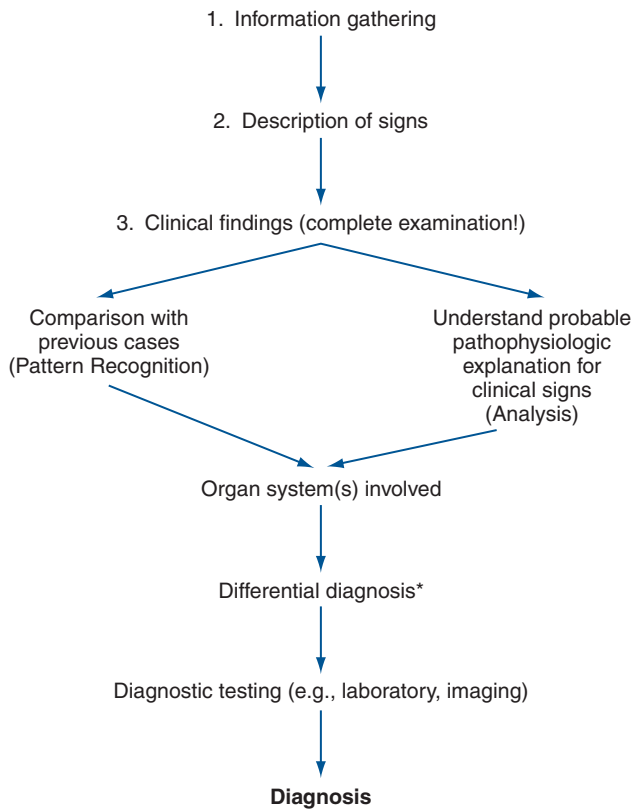 1. Information gathering
2. Description of signs
3. Clinical findings (complete examination!)
Comparison with
previous cases
(Pattern Recognition)
Understand probable
pathophysiologic
explanation for
clinical signs
(Analysis)
Organ system(s) involved
Differential diagnosis*
Diagnostic testing (e.g., laboratory, imaging)
Diagnosis